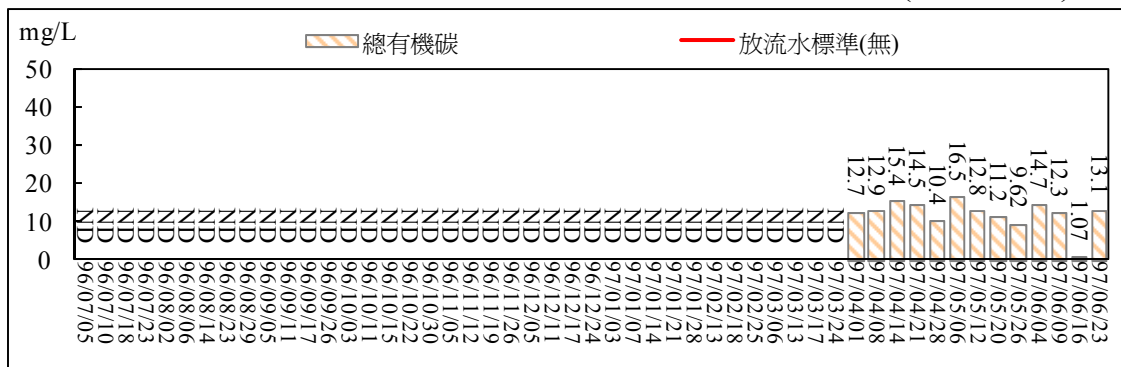 mg/L
總有機碳
放流水標準(無)
50
40
30
20
10
0
ND ND ND ND ND ND ND ND ND ND ND ND ND ND ND ND ND ND ND ND ND ND ND ND ND ND ND ND ND ND ND ND ND ND ND ND ND 12.7 12.9 15.4 14.5 10.4 16.5 12.8 11.2 9.62 14.7 12.3 1.07 13.1
96/07/05 96/07/10 96/07/18 96/07/23 96/08/02 96/08/06 96/08/14 96/08/23 96/08/29 96/09/05 96/09/11 96/09/17 96/09/26 96/10/03 96/10/11 96/10/15 96/10/22 96/10/30 96/11/05 96/11/12 96/11/26 96/12/05 96/12/11 96/12/17 96/12/24 97/01/03 97/01/07 97/01/14 97/01/21 97/01/28 97/02/13 97/02/18 97/02/25 97/03/06 97/03/13 97/03/17 97/03/24 97/04/01 97/04/08 97/04/14 97/04/21 97/04/28 97/05/06 97/05/12 97/05/20 97/05/26 97/06/04 97/06/09 97/06/16 97/06/23